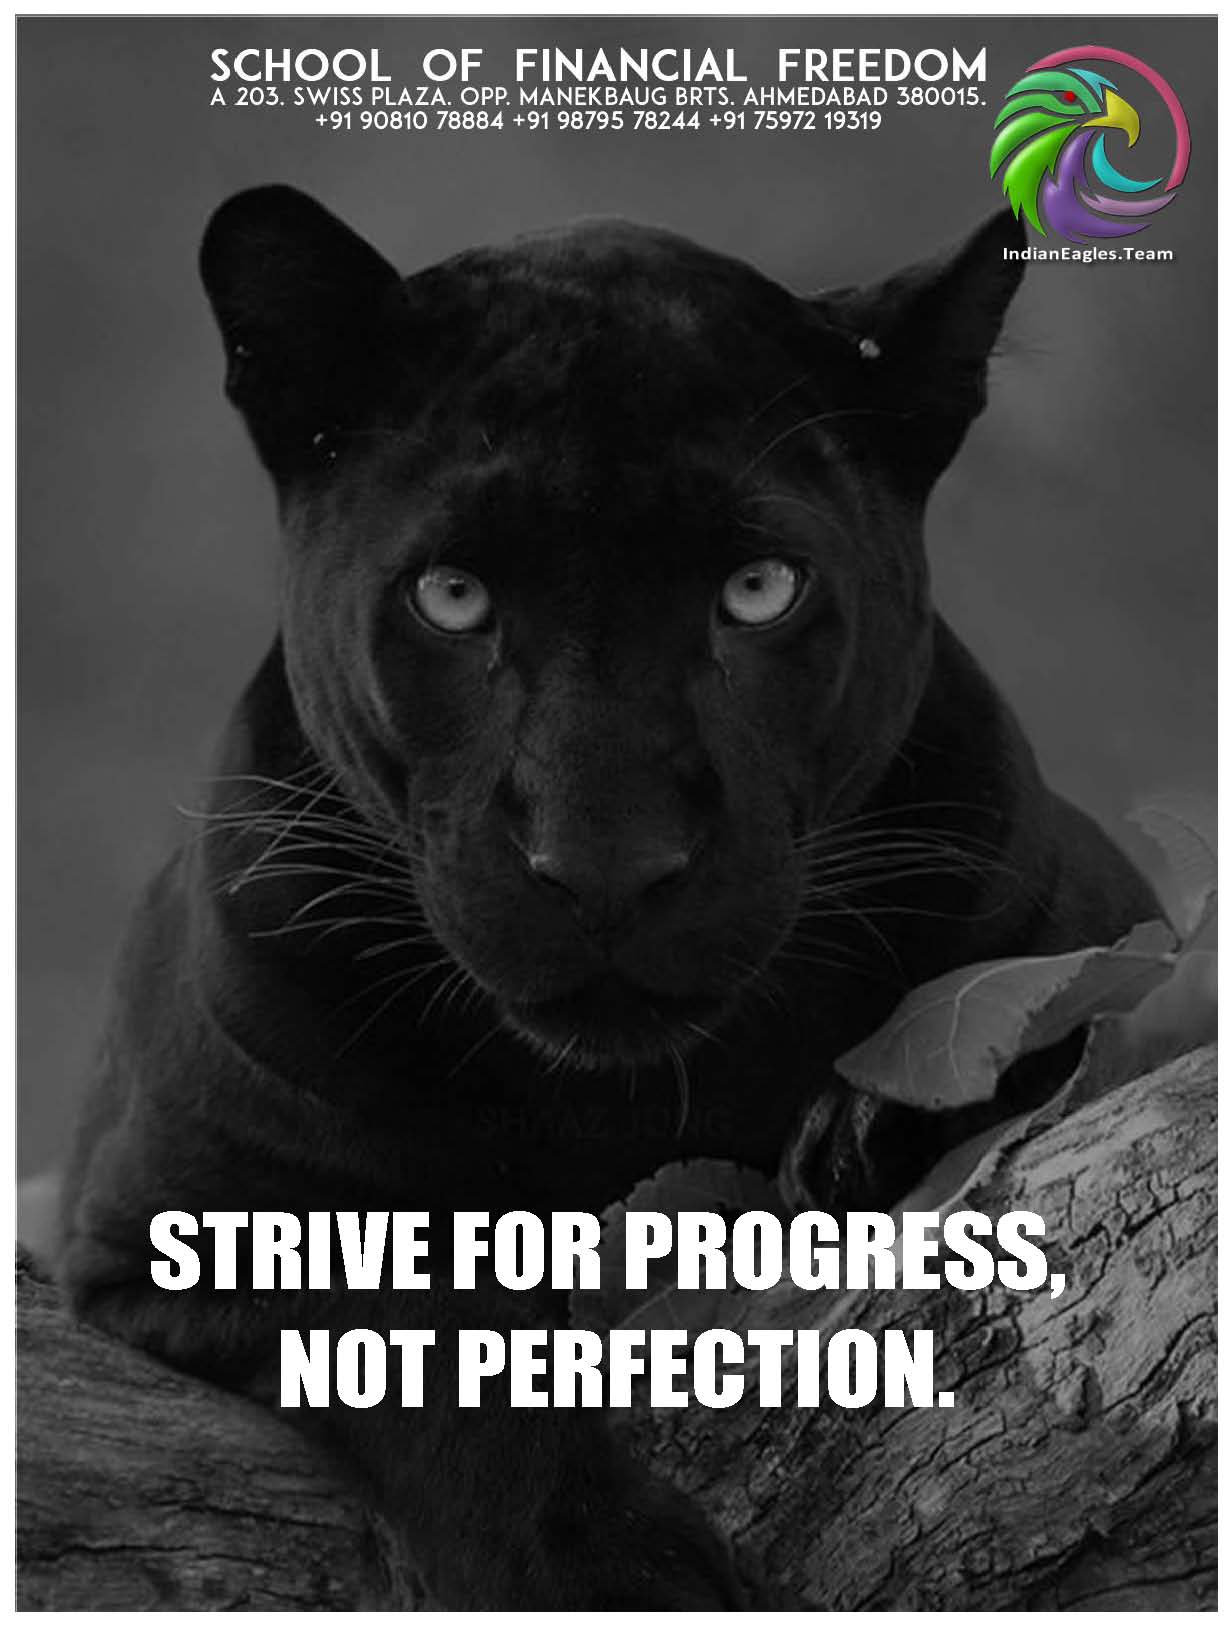 SCHOOL OF FINANCIAL FREEDOM
A 203. SWISS PLAZA. OPP. MANEKBAUG BRTS. AHMEDABAD 380015.
+91 90810 78884 +91 98795 78244 +91 75972 19319
IndianEagles.Team
STRIVE FOR PROGRESS,
NOT PERFECTION.